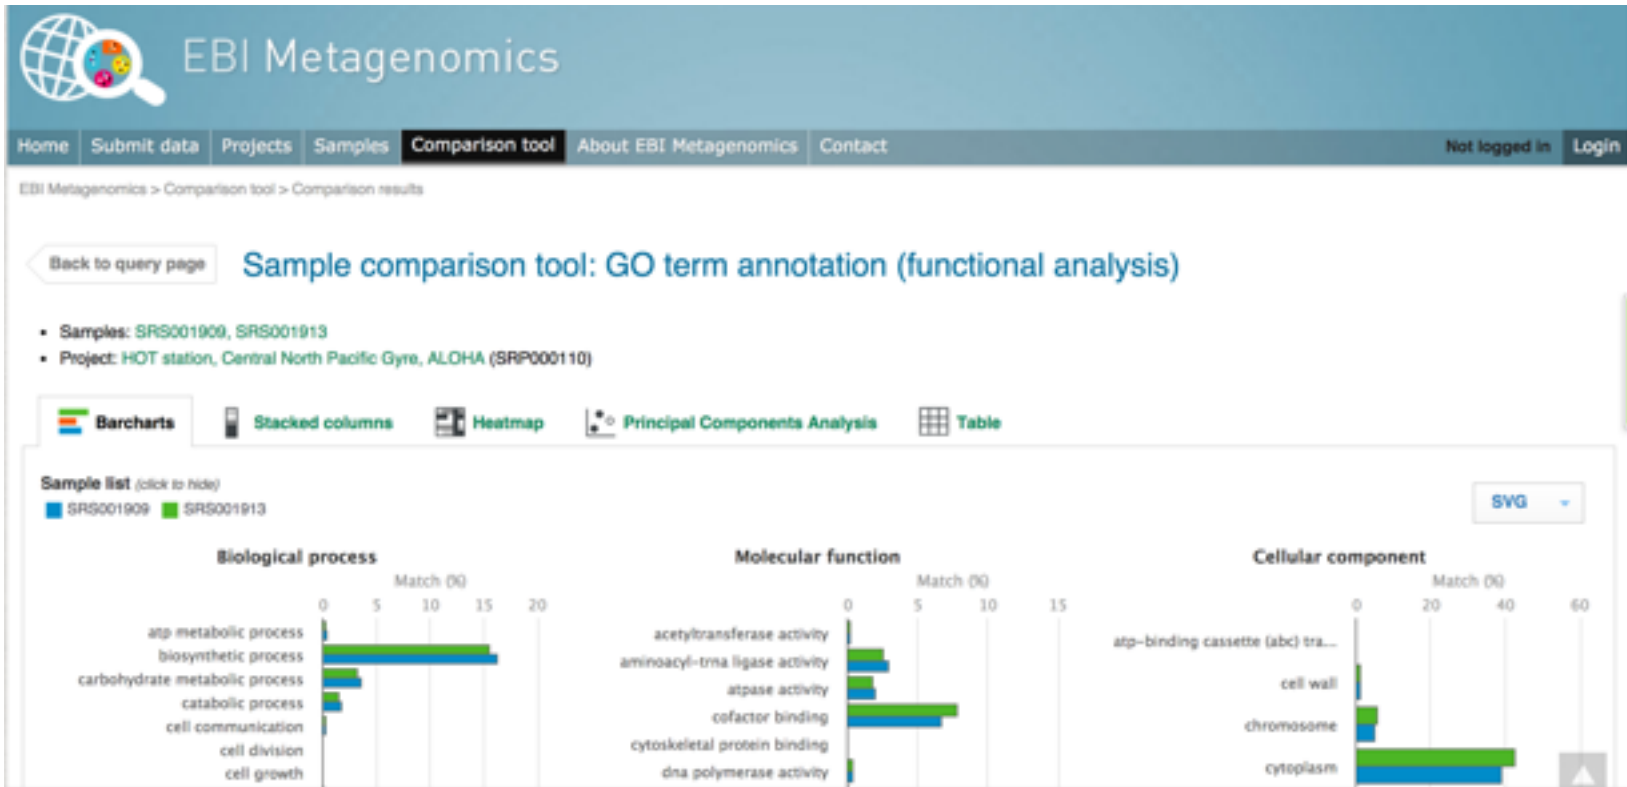 EBI Metagenomics
Home Submit data Projects Samples Comparison tool About EBI Metagenomics Contact Not logged in Login
EBI Metagenomics > Comparison tool > Comparison results
Back to query page Sample comparison tool: GO term annotation (functional analysis)
• Samples: SRS001909, SRS001913
• Project: HOT station, Central North Pacific Gyre, ALOHA (SRP000110)
Barcharts Stacked columns Heatmap Principal Components Analysis Table
Sample list (click to hide)
SRS001909 SRS001913
SVG
Biological process
Match (%)
0 5 10 15 20
atp metabolic process
biosynthetic process
carbohydrate metabolic process
catabolic process
cell communication
cell division
cell growth
Molecular function
Match (%)
0 5 10 15
acetyltransferase activity
aminoacyl-trna ligase activity
atpase activity
cofactor binding
cytoskeletal protein binding
dna polymerase activity
Cellular component
Match (%)
0 20 40 60
atp-binding cassette (abc) tra...
cell wall
chromosome
cytoplasm